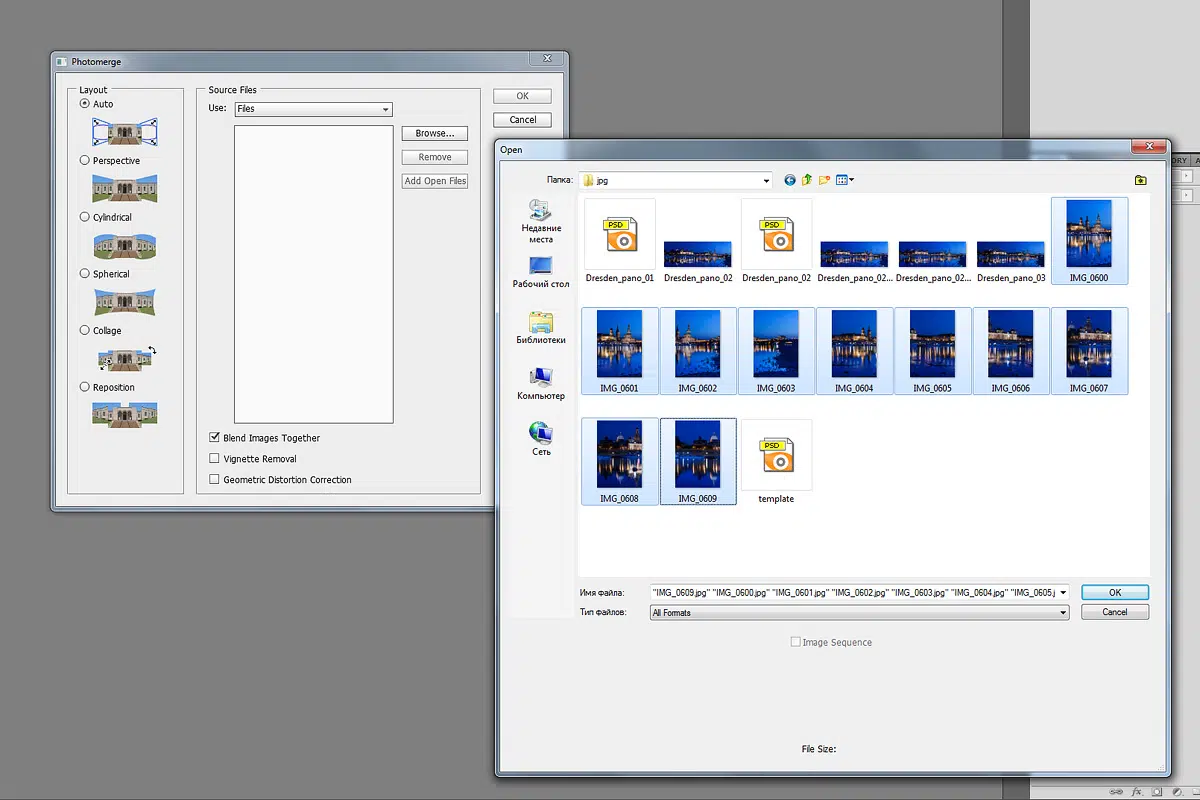 Photomerge
Layout
Auto
Perspective
Cylindrical
Spherical
Collage
Reposition
Source Files
Use: Files
Browse...
Remove
Add Open Files
Blend Images Together
Vignette Removal
Geometric Distortion Correction
OK
Cancel
Open
Папка: jpg
Недавние
места
Рабочий стол
Библиотеки
Компьютер
Сеть
PSD PSD
Dresden_pano_01 Dresden_pano_02 Dresden_pano_02 Dresden_pano_02... Dresden_pano_02... Dresden_pano_03 IMG_0600
IMG_0601 IMG_0602 IMG_0603 IMG_0604 IMG_0605 IMG_0606 IMG_0607
PSD
IMG_0608 IMG_0609 template
Имя файла: "IMG_0609.jpg" "IMG_0600.jpg" "IMG_0601.jpg" "IMG_0602.jpg" "IMG_0603.jpg" "IMG_0604.jpg" "IMG_0605.j OK
Тип файлов: All Formats Cancel
Image Sequence
File Size:
ORY A
fx